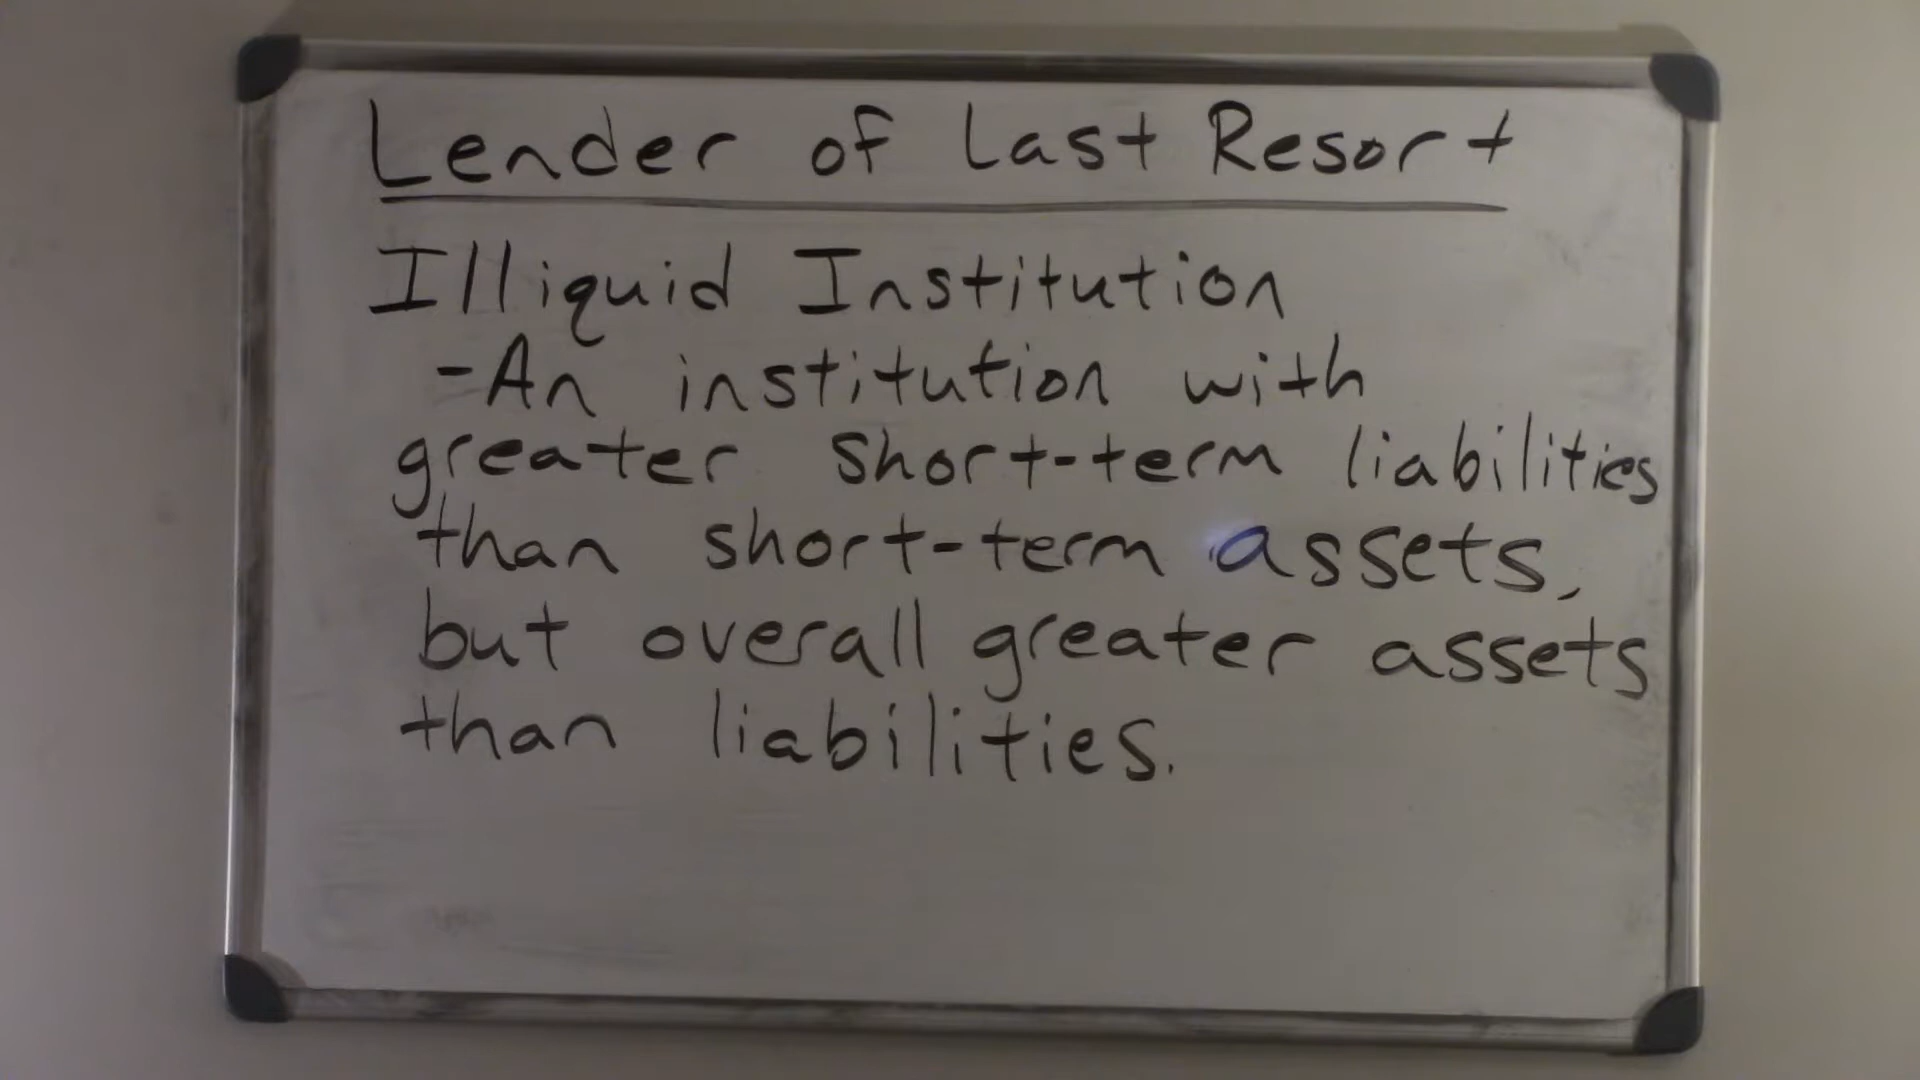 Lender of Last Resort
Illiquid Institution
-An institution with
greater short-term liabilities
than short-term assets,
but overall greater assets
than liabilities.